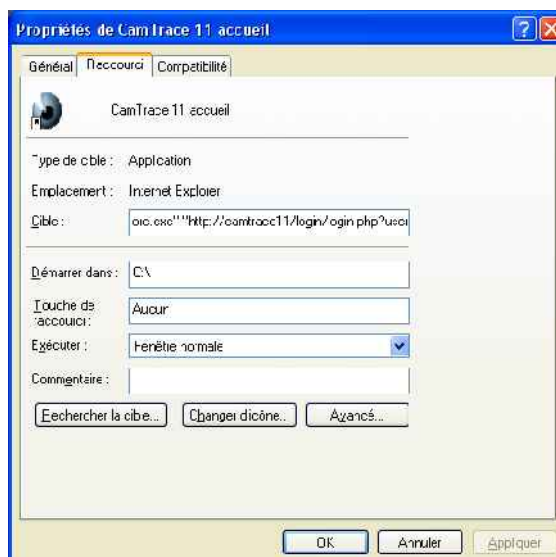 Propriétés de CamTrace 11 accueil
Général Raccourci Compatibilité
CamTrace 11 accueil
Type de cible : Application
Emplacement : Internet Explorer
Cible : ore.exe" "http://camtrace11/login/login.php?user
Démarrer dans : C:\
Touche de raccourci : Aucun
Exécuter : Fenêtre normale
Commentaire :
Rechercher la cible... Changer d'icône... Avancé...
OK Annuler Appliquer